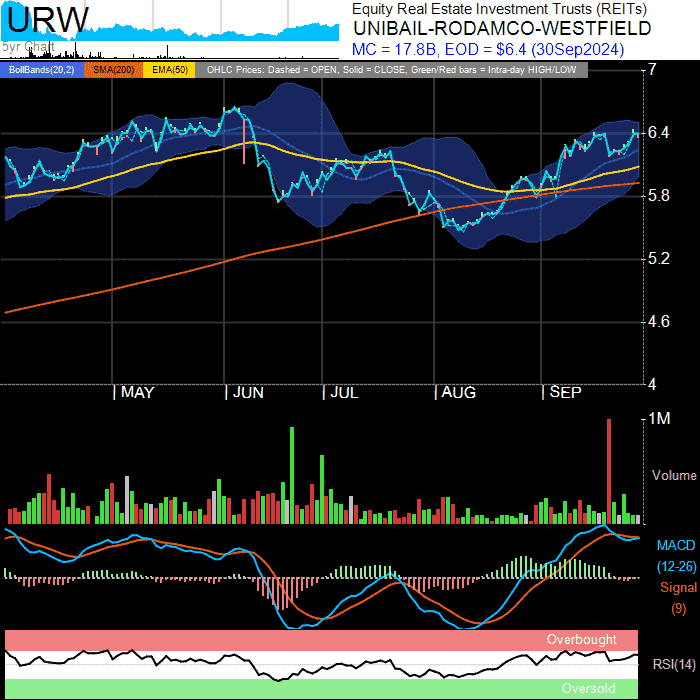 URW
5yr Chart
Equity Real Estate Investment Trusts (REITs)
UNIBAIL-RODAMCO-WESTFIELD
MC = 17.8B, EOD = $6.4 (30Sep2024)
BollBands(20,2) SMA(200) EMA(50) OHLC Prices: Dashed = OPEN, Solid = CLOSE, Green/Red bars = Intra-day HIGH/LOW
7
6.4
5.8
5.2
4.6
4
MAY JUN JUL AUG SEP
1M
Volume
MACD
(12-26)
Signal
(9)
Overbought
RSI(14)
Oversold